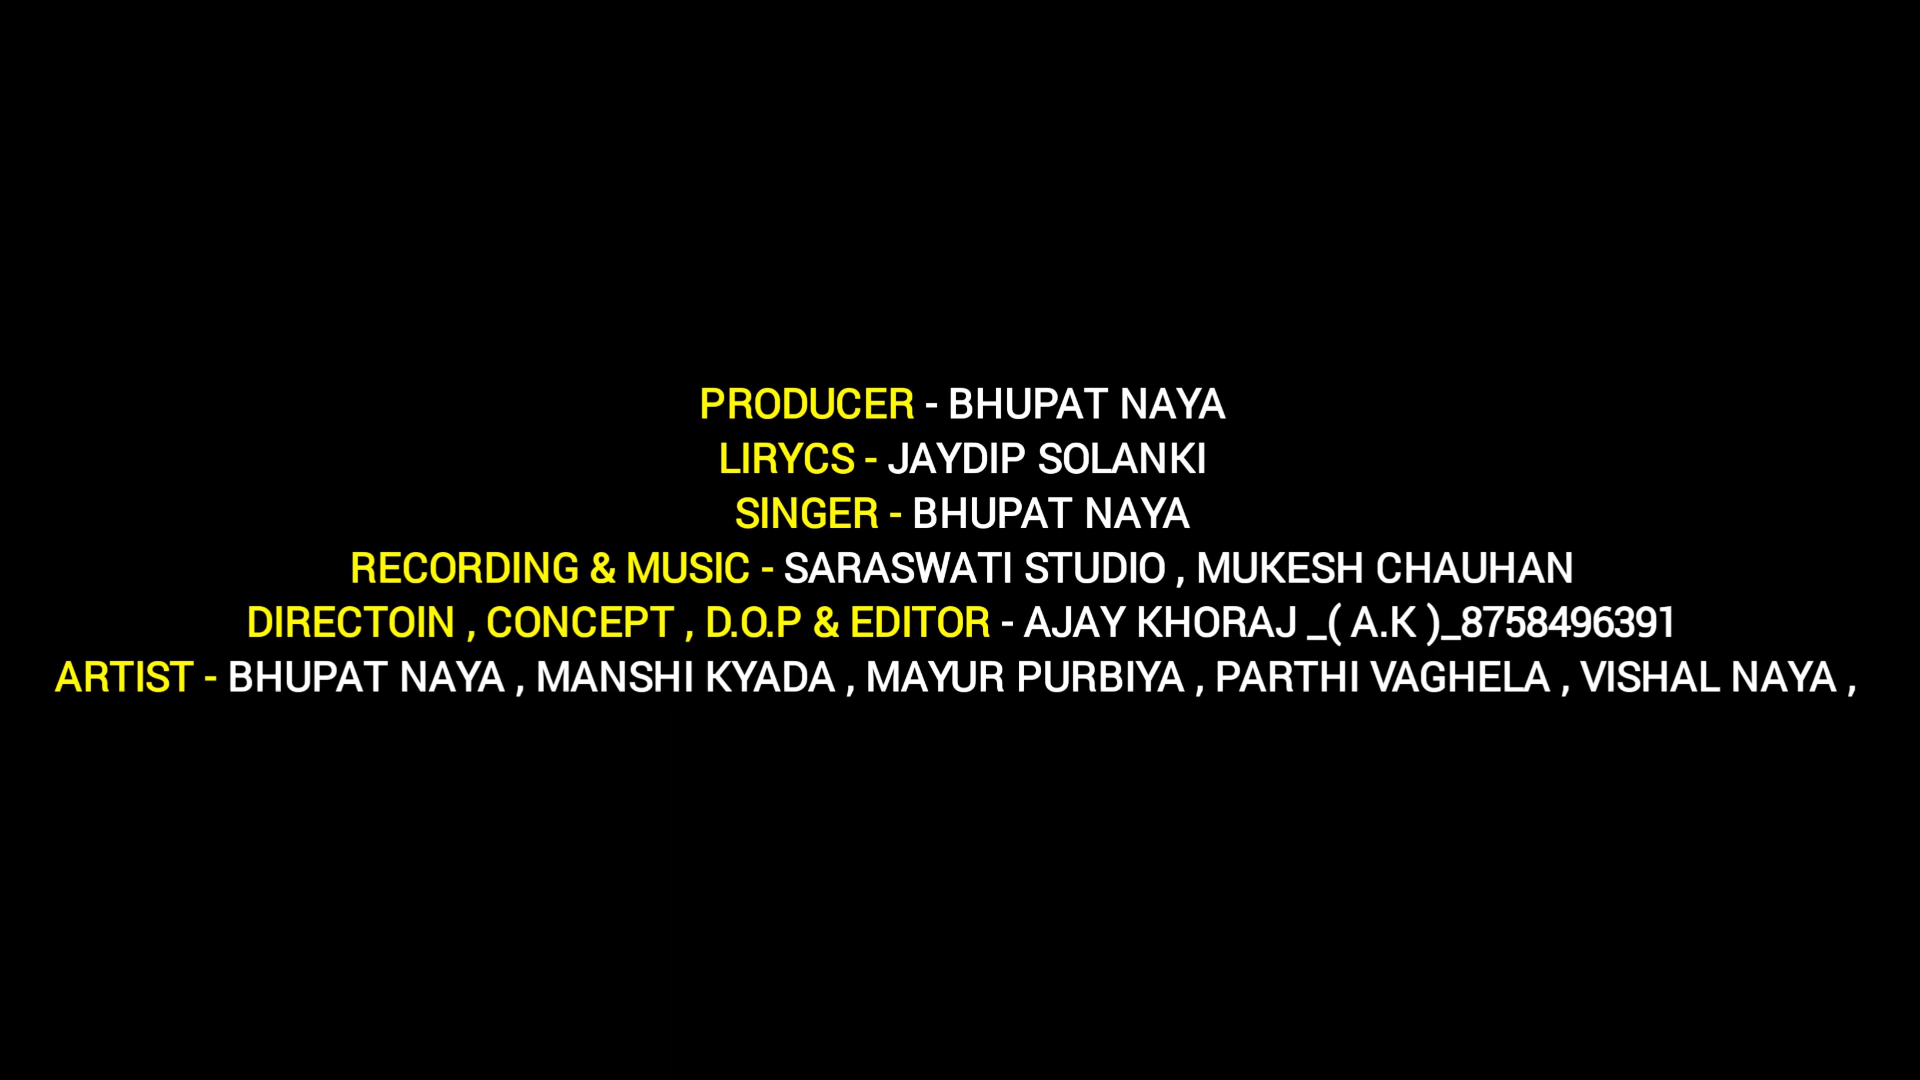 PRODUCER - BHUPAT NAYA
LIRYCS - JAYDIP SOLANKI
SINGER - BHUPAT NAYA
RECORDING & MUSIC - SARASWATI STUDIO , MUKESH CHAUHAN
DIRECTOIN , CONCEPT , D.O.P & EDITOR - AJAY KHORAJ _( A.K )_8758496391
ARTIST - BHUPAT NAYA , MANSHI KYADA , MAYUR PURBIYA , PARTHI VAGHELA , VISHAL NAYA ,